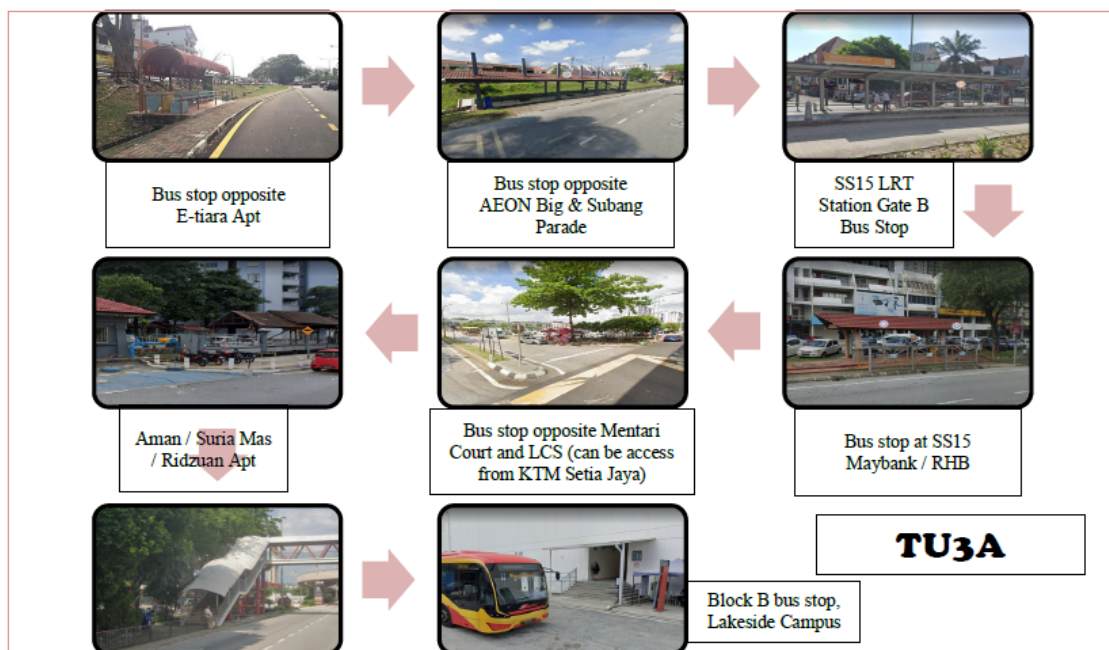 Bus stop opposite
E-tiara Apt
Bus stop opposite
AEON Big & Subang
Parade
SS15 LRT
Station Gate B
Bus Stop
Aman / Suria Mas
/ Ridzuan Apt
Bus stop opposite Mentari
Court and LCS (can be access
from KTM Setia Jaya)
Bus stop at SS15
Maybank / RHB
TU3A
Block B bus stop,
Lakeside Campus